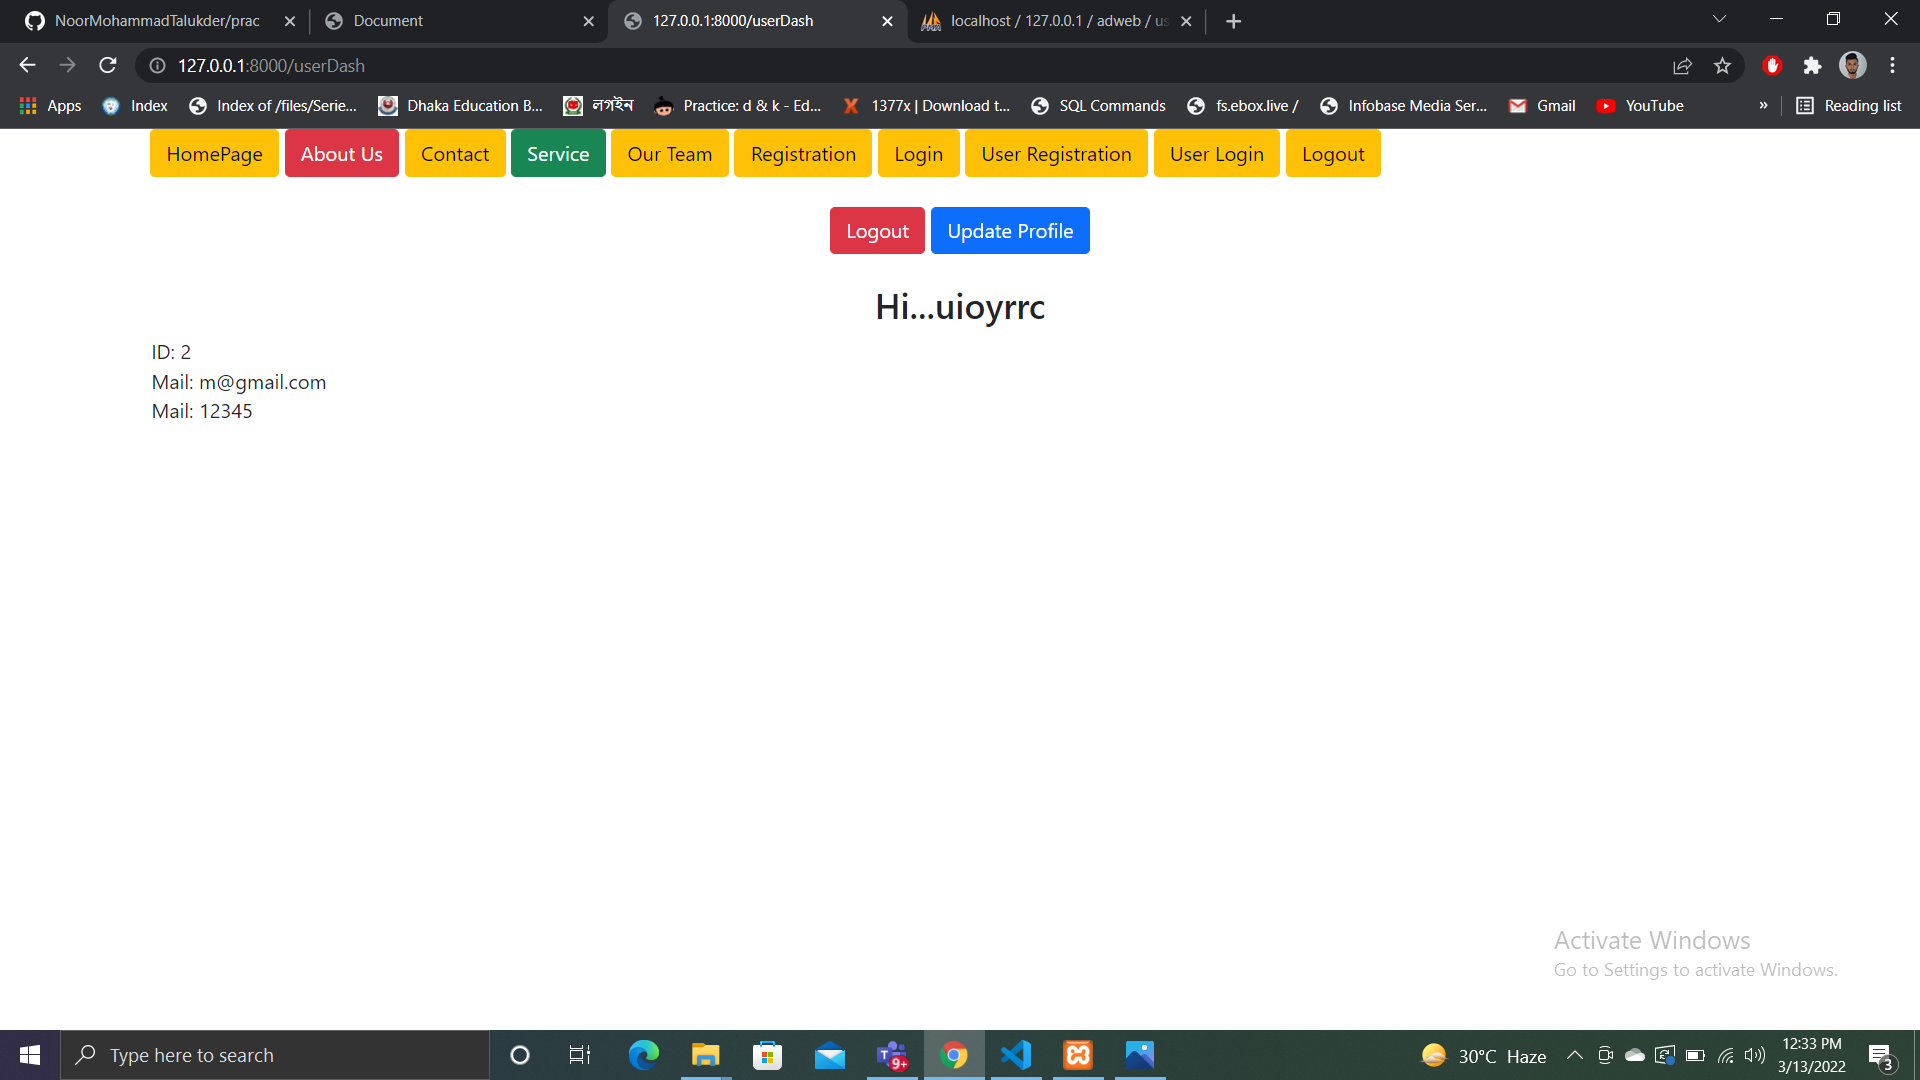 NoorMohammadTalukder/prac
Document
127.0.0.1:8000/userDash
localhost / 127.0.0.1 / adweb / us
127.0.0.1:8000/userDash
Apps
Index
Index of /files/Serie...
Dhaka Education B...
লগইন
Practice: d & k - Ed...
1377x | Download t...
SQL Commands
fs.ebox.live /
Infobase Media Ser...
Gmail
YouTube
»
Reading list
HomePage
About Us
Contact
Service
Our Team
Registration
Login
User Registration
User Login
Logout
Logout
Update Profile
Hi...uioyrrc
ID: 2
Mail: m@gmail.com
Mail: 12345
Activate Windows
Go to Settings to activate Windows.
Type here to search
9+
30°C Haze
12:33 PM
3/13/2022
3